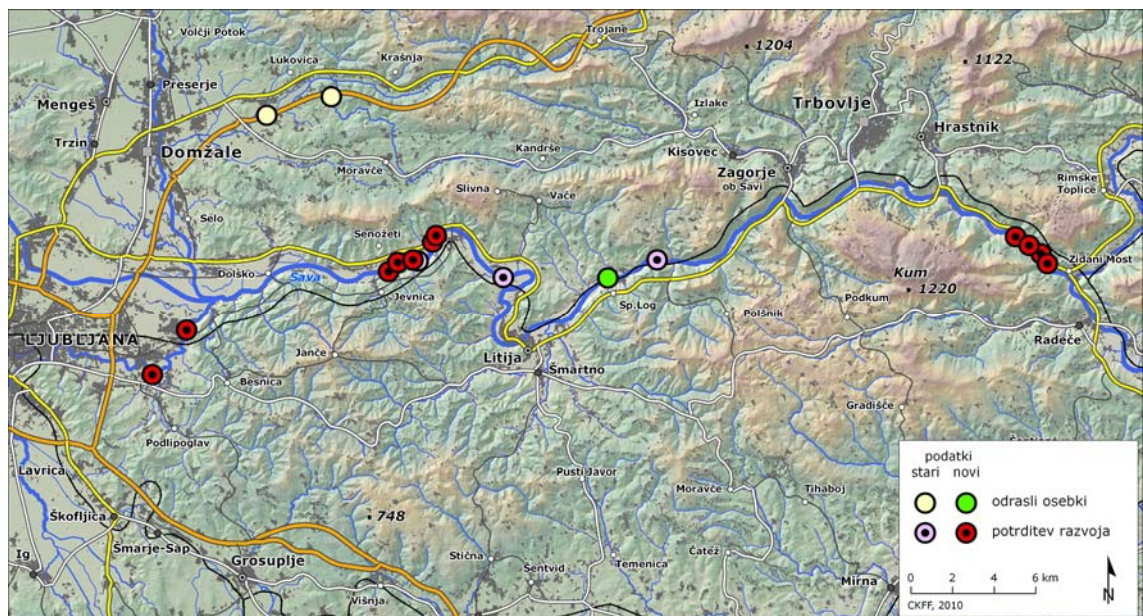 Volčji Potok
Trojane
1204
Lukovica
Krašnja
1122
Preserje
Mengeš
Izlake
Trbovlje
Hrastnik
Trzin
Domžale
Kandrše
Kisovec
Moravče
Zagorje
ob Savi
Rimske
Toplice
Slivna
Vače
Selo
Senožeti
Dolsko
Sava
Zidani Most
Jevnica
Kum
1220
Sp.Log
Podkum
Polšnik
LJUBLJANA
Radeče
Janče
Litija
Šmartno
Besnica
Gradišče
Podlipoglav
Lavrica
Pusti Javor
Moravče
Tihaboj
748
Škofljica
Šmarje-Sap
Ig
Grosuplje
Stična
Temenica
Čatež
Šentvid
Mirna
Višnja
podatki
stari
novi
odrasli osebki
potrditev razvoja
0 2 4 6 km
CKFF, 2010
N